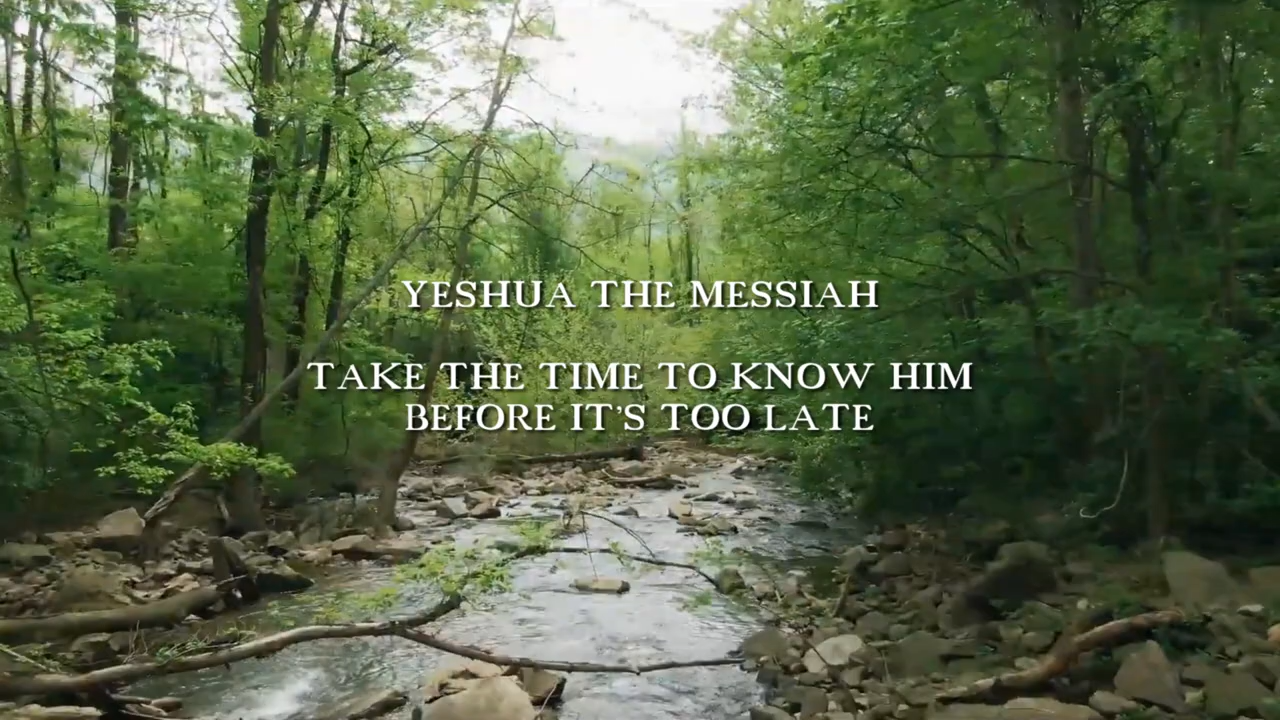 YESHUA THE MESSIAH
TAKE THE TIME TO KNOW HIM
BEFORE IT'S TOO LATE